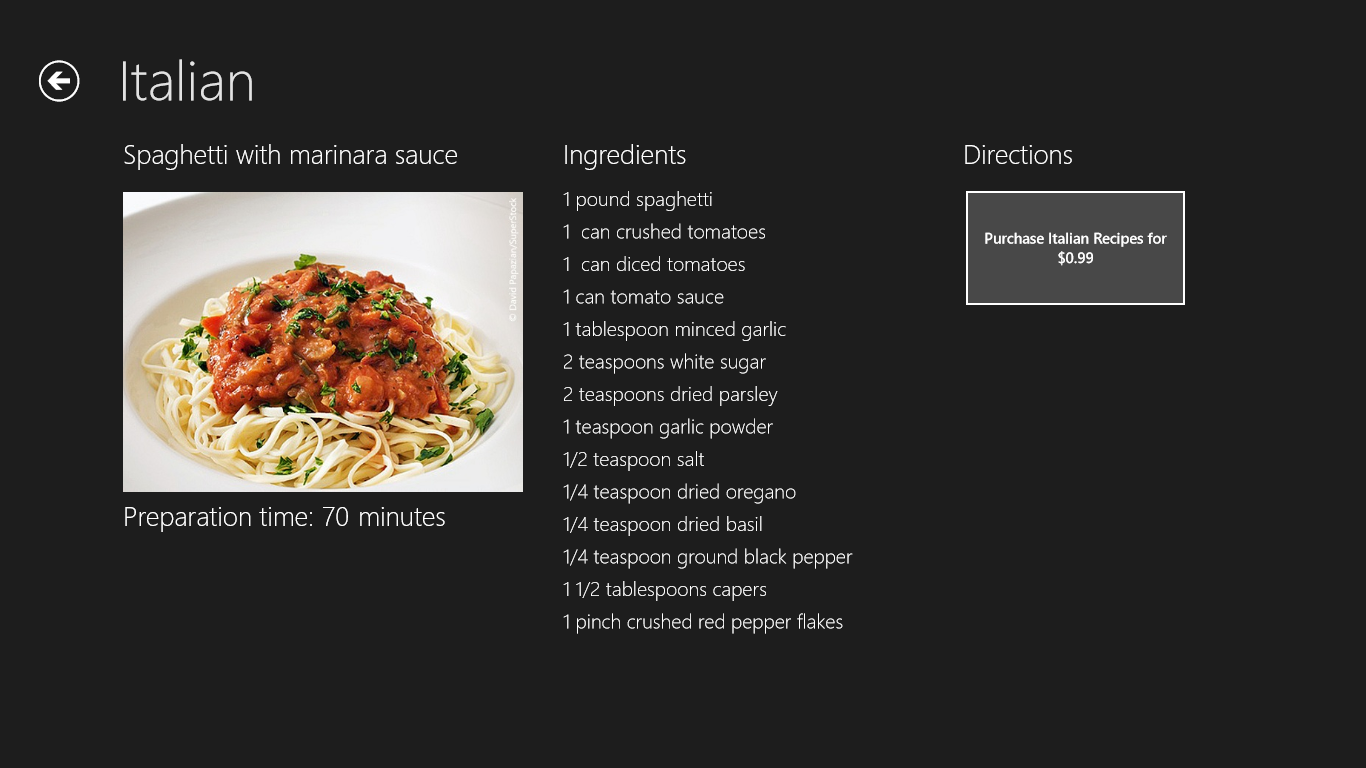 Italian
Spaghetti with marinara sauce
© David Papazian/SuperStock
Preparation time: 70 minutes
Ingredients
1 pound spaghetti
1  can crushed tomatoes
1  can diced tomatoes
1 can tomato sauce
1 tablespoon minced garlic
2 teaspoons white sugar
2 teaspoons dried parsley
1 teaspoon garlic powder
1/2 teaspoon salt
1/4 teaspoon dried oregano
1/4 teaspoon dried basil
1/4 teaspoon ground black pepper
1 1/2 tablespoons capers
1 pinch crushed red pepper flakes
Directions
Purchase Italian Recipes for
$0.99